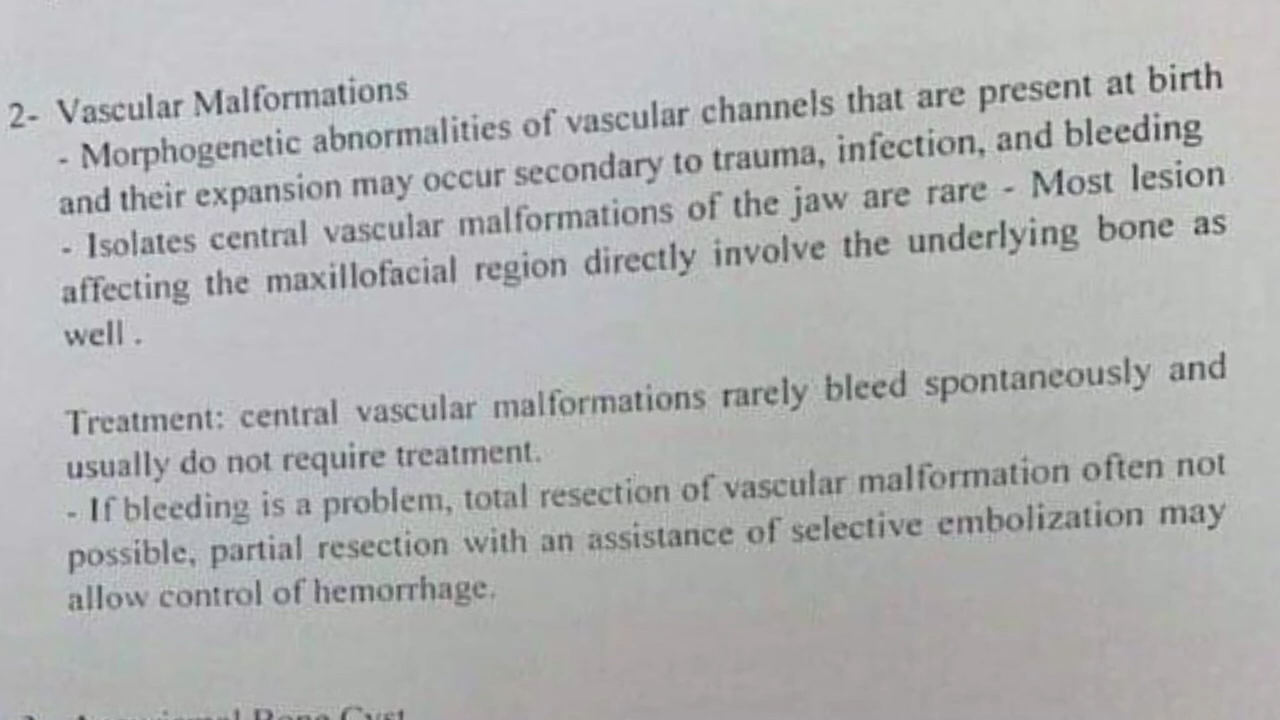 2- Vascular Malformations
- Morphogenetic abnormalities of vascular channels that are present at birth
and their expansion may occur secondary to trauma, infection, and bleeding
- Isolates central vascular malformations of the jaw are rare - Most lesion
affecting the maxillofacial region directly involve the underlying bone as
well .
Treatment: central vascular malformations rarely bleed spontaneously and
usually do not require treatment.
- If bleeding is a problem, total resection of vascular malformation often not
possible, partial resection with an assistance of selective embolization may
allow control of hemorrhage.
Bone Cyst